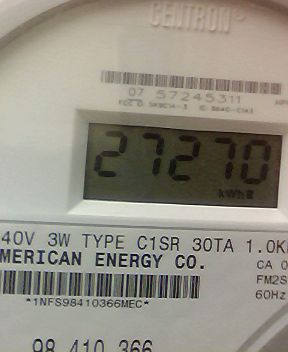 CENTRON®
07 57245311
27270
kWh
40V 3W TYPE C1SR 30TA 1.0K
MERICAN ENERGY CO.
CA 0
FM2S
60Hz
*1NFS98410366MEC*
98 410 366